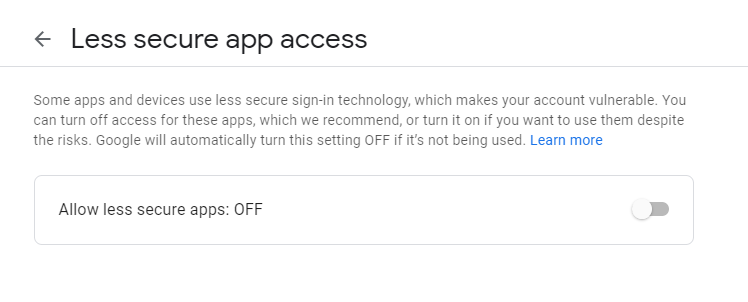 Less secure app access
Some apps and devices use less secure sign-in technology, which makes your account vulnerable. You
can turn off access for these apps, which we recommend, or turn it on if you want to use them despite
the risks. Google will automatically turn this setting OFF if it's not being used. Learn more
Allow less secure apps: OFF